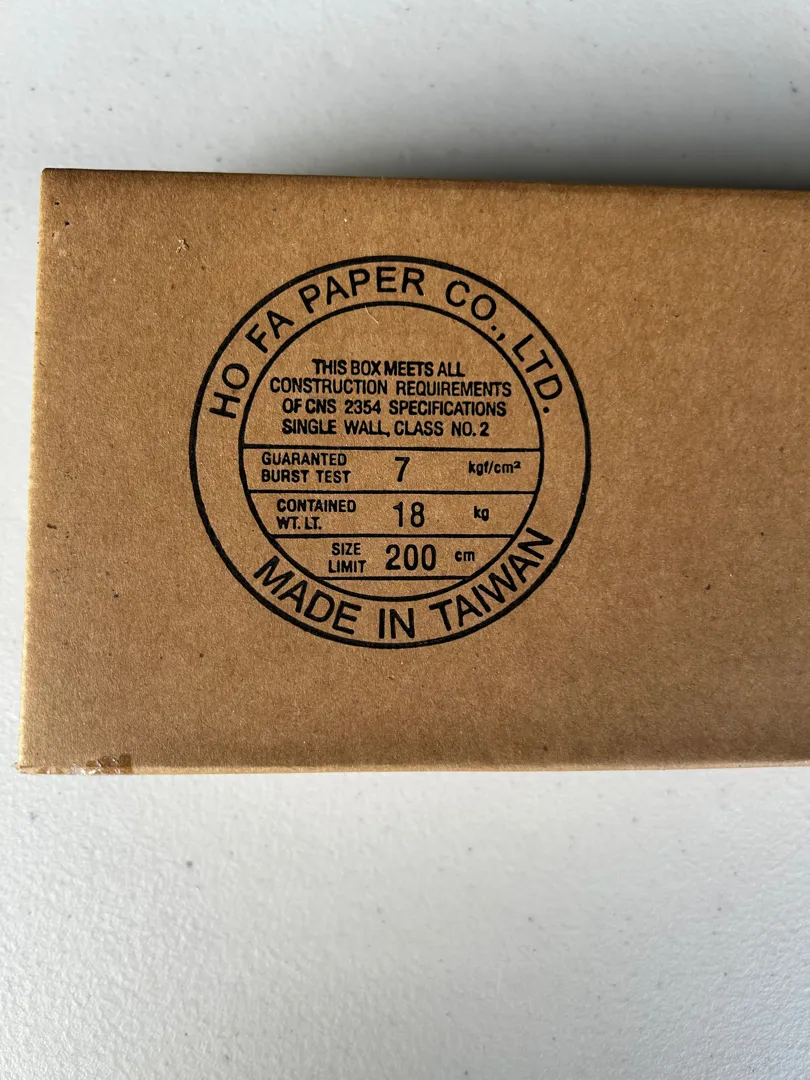 HO FA PAPER CO., LTD.
THIS BOX MEETS ALL
CONSTRUCTION REQUIREMENTS
OF CNS 2354 SPECIFICATIONS
SINGLE WALL, CLASS NO. 2
GUARANTED
BURST TEST 7 kgf/cm²
CONTAINED
WT. LT. 18 kg
SIZE
LIMIT 200 cm
MADE IN TAIWAN